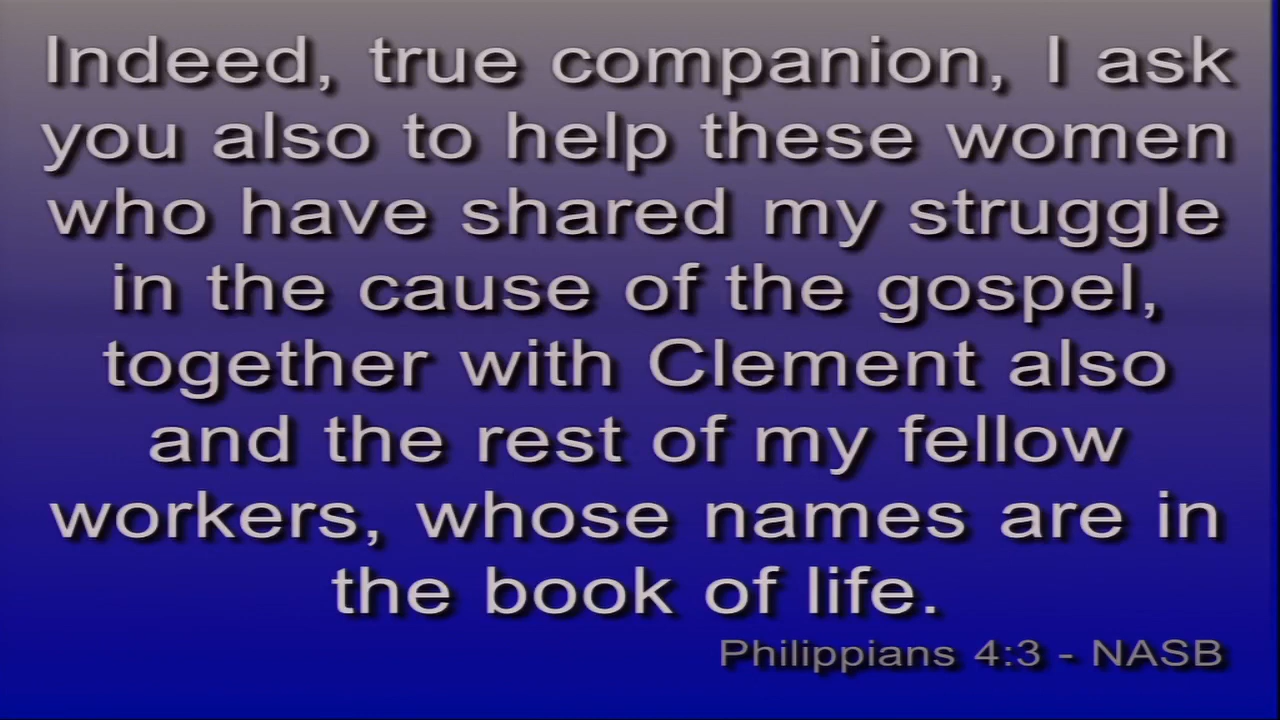 Indeed, true companion, I ask
you also to help these women
who have shared my struggle
in the cause of the gospel,
together with Clement also
and the rest of my fellow
workers, whose names are in
the book of life.
Philippians 4:3 - NASB